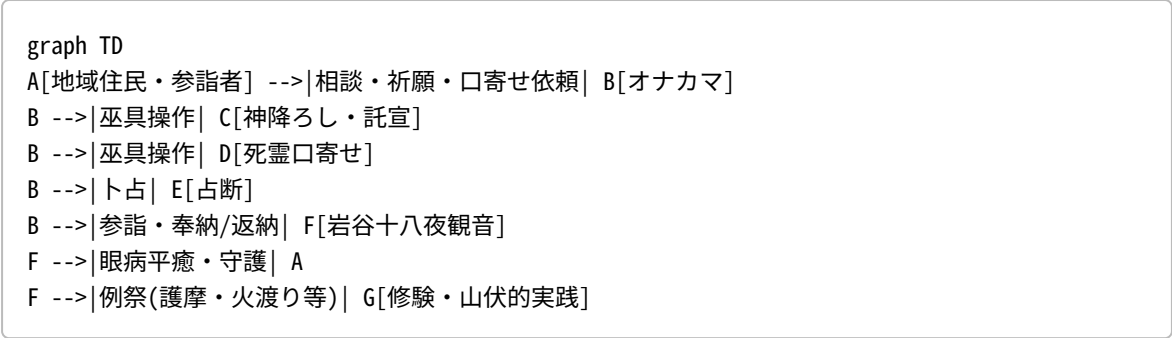 graph TD
A[地域住民・参詣者] -->|相談・祈願・口寄せ依頼| B[オナカマ]
B -->|巫具操作| C[神降ろし・託宣]
B -->|巫具操作| D[死霊口寄せ]
B -->|卜占| E[占断]
B -->|参詣・奉納/返納| F[岩谷十八夜観音]
F -->|眼病平癒・守護| A
F -->|例祭(護摩・火渡り等)| G[修験・山伏的実践]